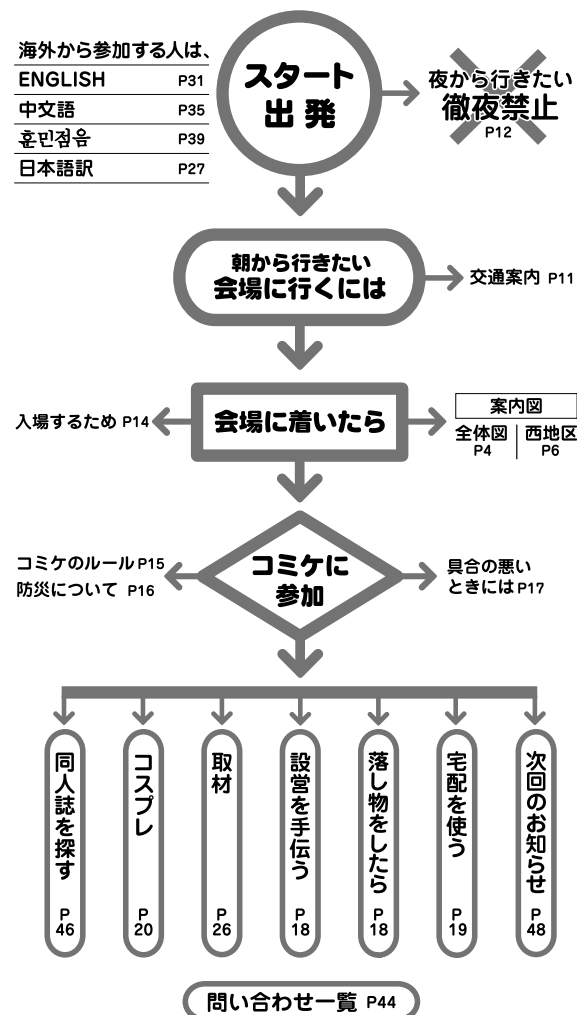 海外から参加する人は、
ENGLISH P31
中文語 P35
훈민정음 P39
日本語訳 P27
スタート
出発
夜から行きたい
徹夜禁止
P12
朝から行きたい
会場に行くには
交通案内 P11
入場するため P14
会場に着いたら
案内図
全体図
P4
西地区
P6
コミケのルール P15
防災について P16
コミケに
参加
具合の悪い
ときには P17
同人誌を探す
P
46
コスプレ
P
20
取材
P
26
設営を手伝う
P
18
落し物をしたら
P
18
宅配を使う
P
19
次回のお知らせ
P
48
問い合わせ一覧 P44